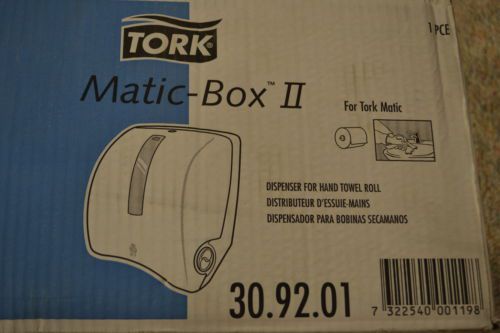 1 PCE
TORK®
Matic-Box™ II
For Tork Matic
DISPENSER FOR HAND TOWEL ROLL
DISTRIBUTEUR D'ESSUIE-MAINS
DISPENSADOR PARA BOBINAS SECAMANOS
30.92.01
7 322540 001198